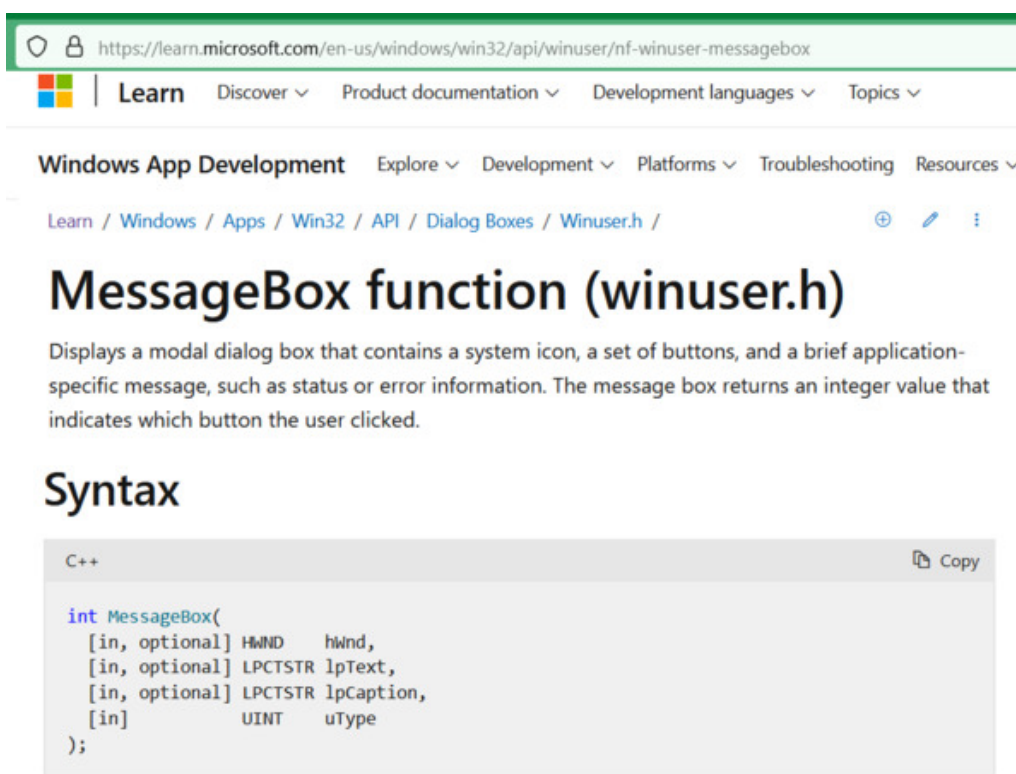 https://learn.microsoft.com/en-us/windows/win32/api/winuser/nf-winuser-messagebox
Learn Discover Product documentation Development languages Topics
Windows App Development Explore Development Platforms Troubleshooting Resources
Learn / Windows / Apps / Win32 / API / Dialog Boxes / Winuser.h /
MessageBox function (winuser.h)
Displays a modal dialog box that contains a system icon, a set of buttons, and a brief application-
specific message, such as status or error information. The message box returns an integer value that
indicates which button the user clicked.
Syntax
C++ Copy
int MessageBox(
  [in, optional] HWND    hWnd,
  [in, optional] LPCTSTR lpText,
  [in, optional] LPCTSTR lpCaption,
  [in]           UINT    uType
);